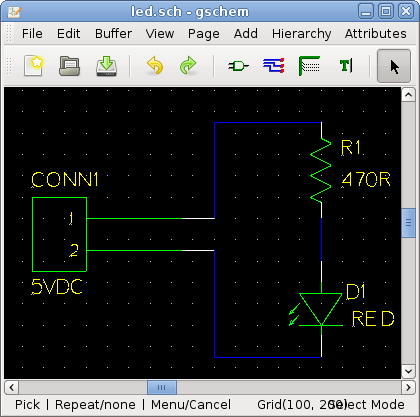 led.sch - gschem
File Edit Buffer View Page Add Hierarchy Attributes
R1
470R
CONN1
1
2
5VDC
D1
RED
Pick | Repeat/none | Menu/Cancel Grid(100, 200) Select Mode